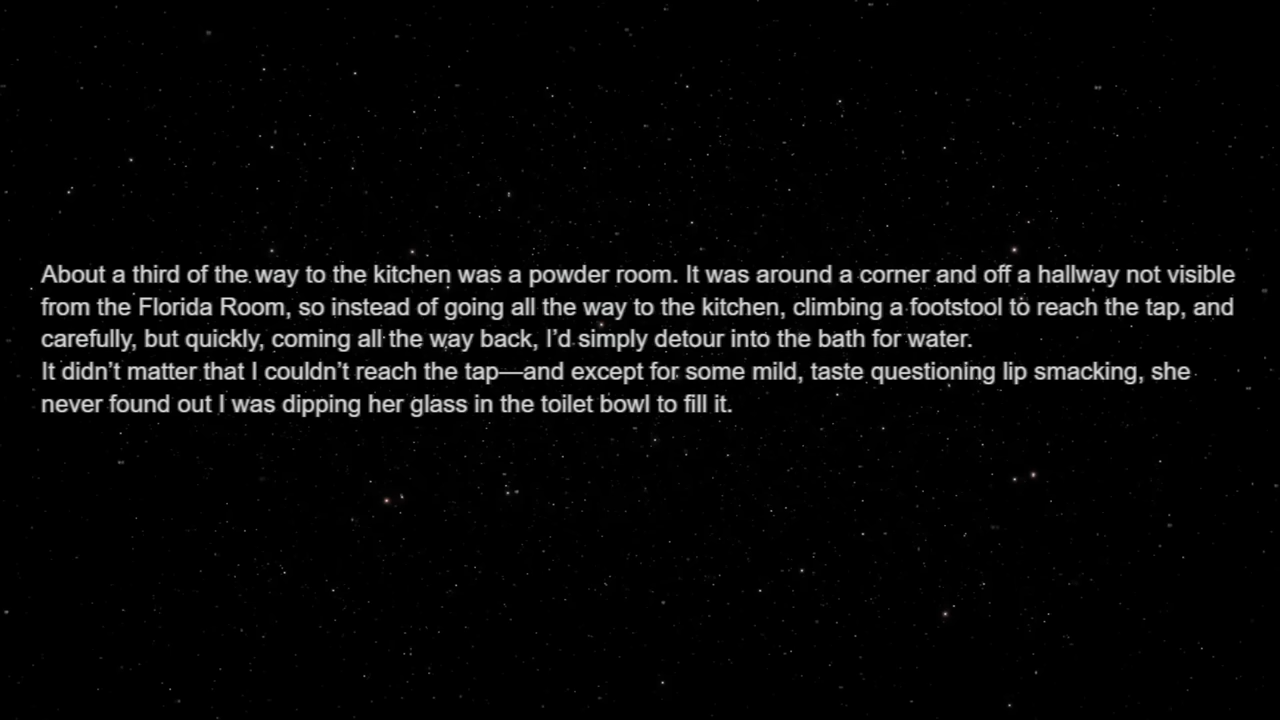 About a third of the way to the kitchen was a powder room. It was around a corner and off a hallway not visible
from the Florida Room, so instead of going all the way to the kitchen, climbing a footstool to reach the tap, and
carefully, but quickly, coming all the way back, I’d simply detour into the bath for water.
It didn’t matter that I couldn’t reach the tap—and except for some mild, taste questioning lip smacking, she
never found out I was dipping her glass in the toilet bowl to fill it.